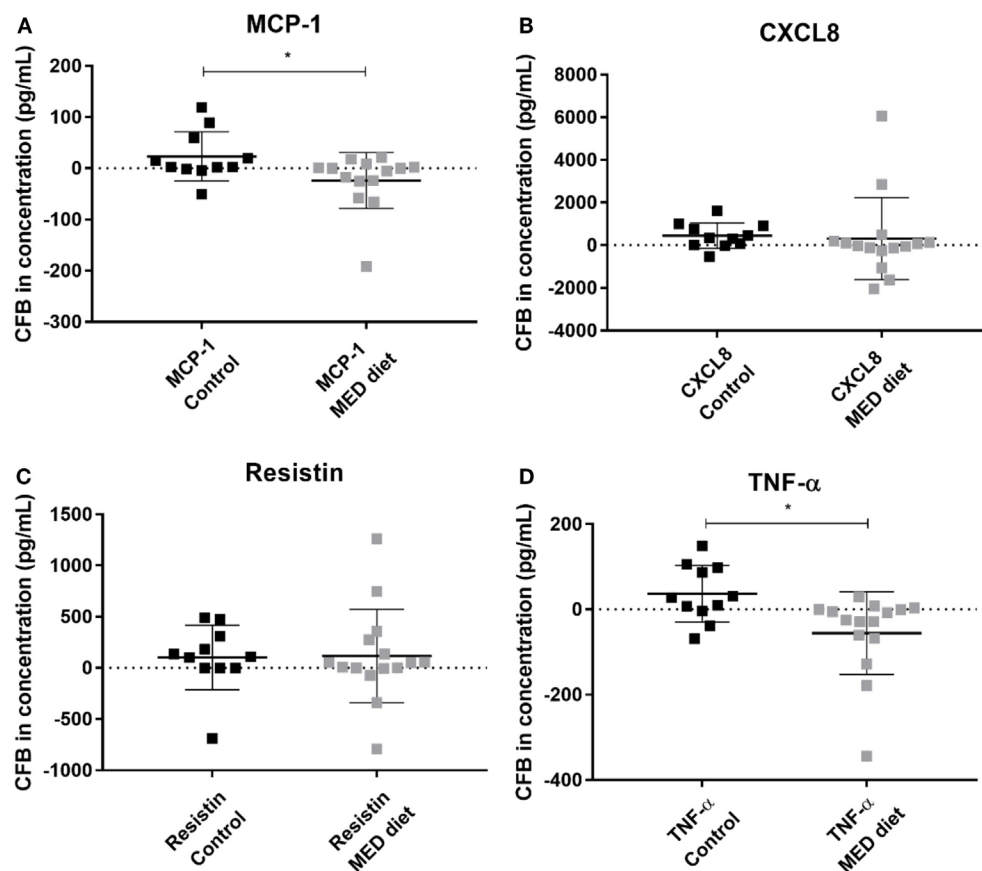 A
MCP-1
CFB in concentration (pg/mL)
200
100
0
-100
-200
-300
*
MCP-1
Control
MCP-1
MED diet
B
CXCL8
CFB in concentration (pg/mL)
8000
6000
4000
2000
0
-2000
-4000
CXCL8
Control
CXCL8
MED diet
C
Resistin
CFB in concentration (pg/mL)
1500
1000
500
0
-500
-1000
Resistin
Control
Resistin
MED diet
D
TNF-α
CFB in concentration (pg/mL)
200
0
-200
-400
*
TNF-α
Control
TNF-α
MED diet